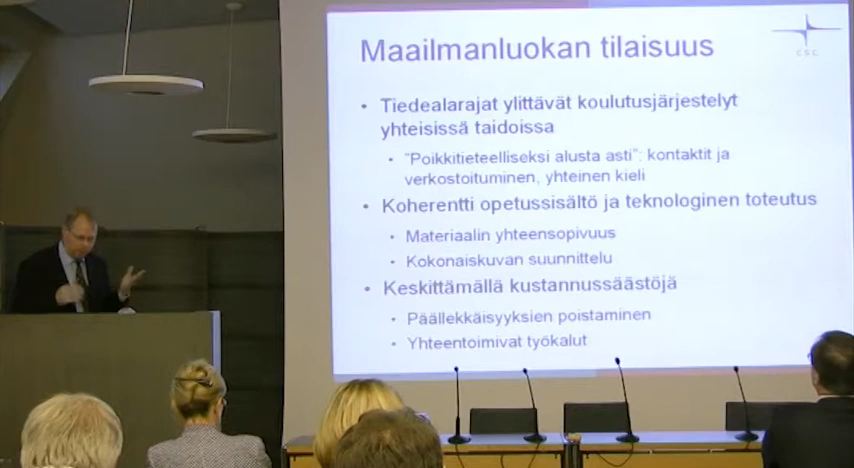 Maailmanluokan tilaisuus
CSC
• Tiedealarajat ylittävät koulutusjärjestelyt
yhteisissä taidoissa
• "Poikkitieteelliseksi alusta asti": kontaktit ja
verkostoituminen, yhteinen kieli
• Koherentti opetussisältö ja teknologinen toteutus
• Materiaalin yhteensopivuus
• Kokonaiskuvan suunnittelu
• Keskittämällä kustannussäästöjä
• Päällekkäisyyksien poistaminen
• Yhteentoimivat työkalut